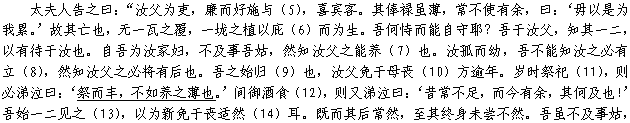 太夫人告之曰：“汝父为吏，廉而好施与（5），喜宾客。其俸禄虽薄，常不使有余，曰：‘毋以是为
我累。’故其亡也，无一瓦之覆，一垅之植以庇（6）而为生。吾何恃而能自守耶？吾于汝父，知其一二，
以有待于汝也。自吾为汝家妇，不及事吾姑，然知汝父之能养（7）也。汝孤而幼，吾不能知汝之必有
立（8），然知汝父之必将有后也。吾之始归（9）也，汝父免于母丧（10）方逾年。岁时祭祀（11），则
必涕泣曰：‘祭而丰，不如养之薄也。’间御酒食（12），则又涕泣曰：‘昔常不足，而今有余，其何及也！’
吾始一二见之（13），以为新免于丧适然（14）耳。既而其后常然，至其终身未尝不然。吾虽不及事姑，